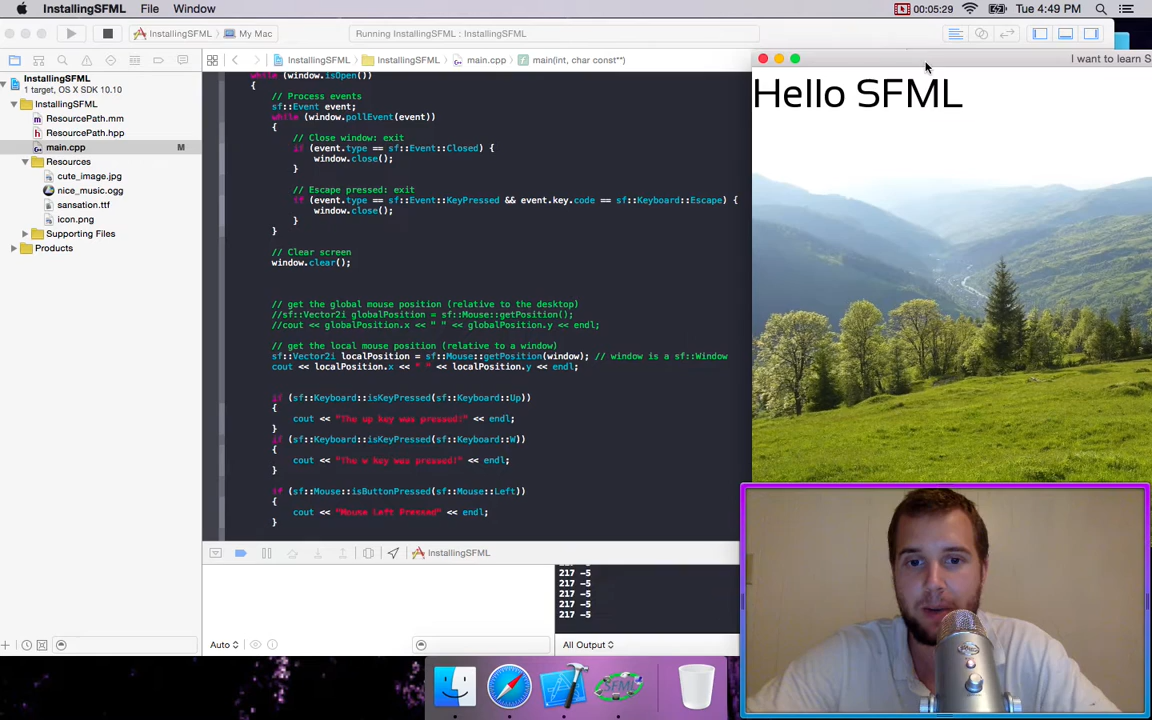 InstallingSFML File Window
00:05:29 Tue 4:49 PM
InstallingSFML My Mac
Running InstallingSFML : InstallingSFML
InstallingSFML InstallingSFML main.cpp main(int, char const**)
InstallingSFML
1 target, OS X SDK 10.10
InstallingSFML
ResourcePath.mm
ResourcePath.hpp
main.cpp M
Resources
cute_image.jpg
nice_music.ogg
sansation.ttf
icon.png
Supporting Files
Products
while (window.isOpen())
{
// Process events
sf::Event event;
while (window.pollEvent(event))
{
// Close window: exit
if (event.type == sf::Event::Closed) {
window.close();
}
// Escape pressed: exit
if (event.type == sf::Event::KeyPressed && event.key.code == sf::Keyboard::Escape) {
window.close();
}
}
// Clear screen
window.clear();
// get the global mouse position (relative to the desktop)
//sf::Vector2i globalPosition = sf::Mouse::getPosition();
//cout << globalPosition.x << " " << globalPosition.y << endl;
// get the local mouse position (relative to a window)
sf::Vector2i localPosition = sf::Mouse::getPosition(window); // window is a sf::Window
cout << localPosition.x << " " << localPosition.y << endl;
if (sf::Keyboard::isKeyPressed(sf::Keyboard::Up))
{
cout << "The up key was pressed!" << endl;
}
if (sf::Keyboard::isKeyPressed(sf::Keyboard::W))
{
cout << "The w key was pressed!" << endl;
}
if (sf::Mouse::isButtonPressed(sf::Mouse::Left))
{
cout << "Mouse Left Pressed" << endl;
}
I want to learn S
Hello SFML
InstallingSFML
217 -5
217 -5
217 -5
217 -5
217 -5
Auto
All Output
SFML